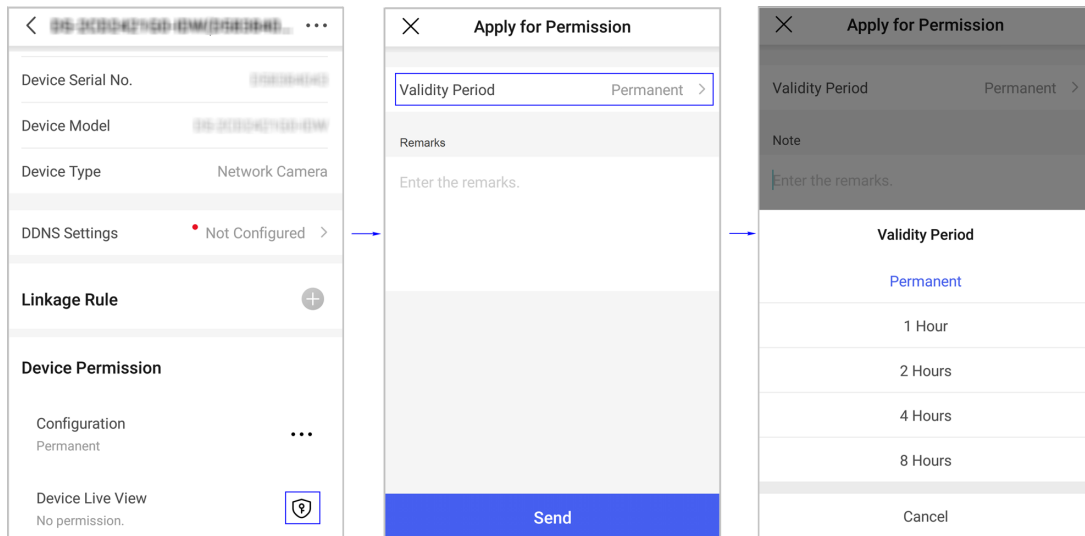 Device Serial No.
Device Model
Device Type Network Camera
DDNS Settings Not Configured
Linkage Rule
Device Permission
Configuration
Permanent
Device Live View
No permission.
Apply for Permission
Validity Period Permanent
Remarks
Enter the remarks.
Send
Apply for Permission
Validity Period Permanent
Note
Enter the remarks.
Validity Period
Permanent
1 Hour
2 Hours
4 Hours
8 Hours
Cancel